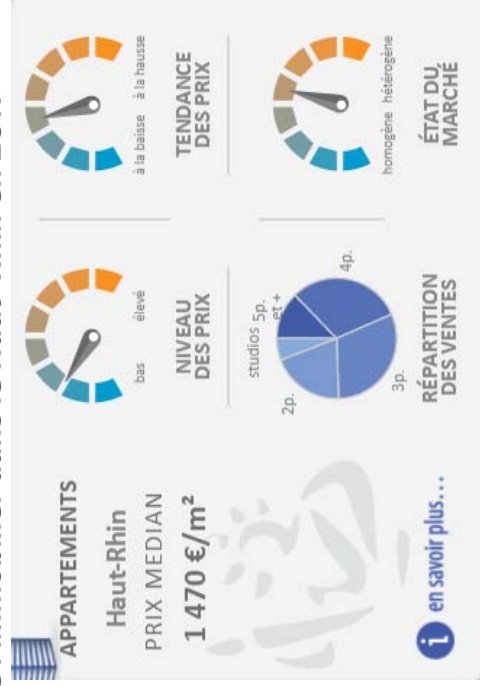 APPARTEMENTS
Haut-Rhin
PRIX MEDIAN
1 470 €/m²
i en savoir plus...
bas élevé
NIVEAU
DES PRIX
à la baisse à la hausse
TENDANCE
DES PRIX
studios
5p.
et +
2p.
4p.
3p.
RÉPARTITION
DES VENTES
homogène hétérogène
ÉTAT DU
MARCHÉ